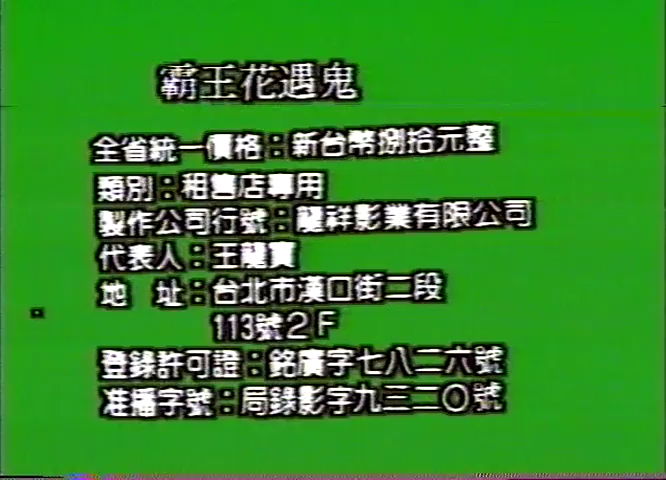 霸王花遇鬼
全省統一價格：新台幣捌拾元整
類別：租售店專用
製作公司行號：龍祥影業有限公司
代表人：王龍寶
地　址：台北市漢口街二段
113號2F
登錄許可證：銘廣字七八二六號
准播字號：局錄影字九三二〇號